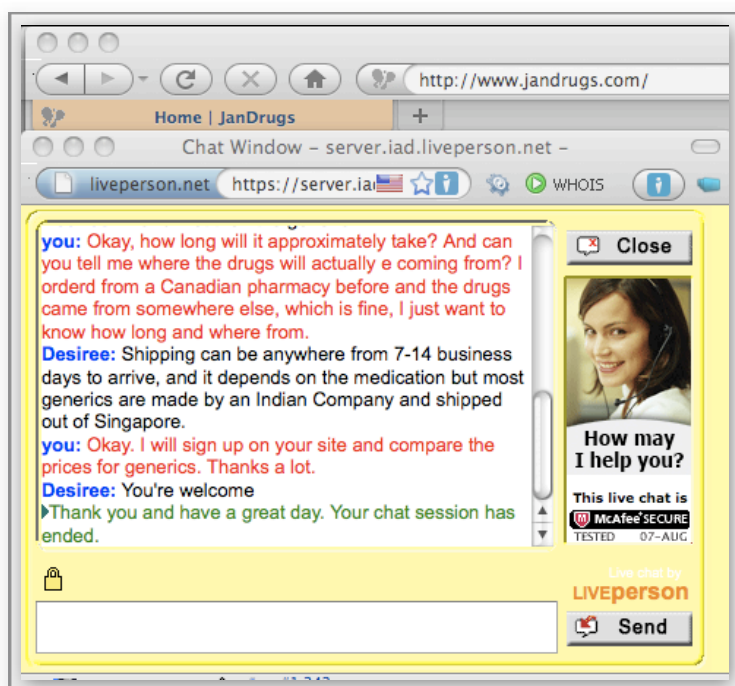 http://www.jandrugs.com/
Home | JanDrugs
Chat Window – server.iad.liveperson.net –
liveperson.net https://server.ia WHOIS
you: Okay, how long will it approximately take? And can
you tell me where the drugs will actually e coming from? I
orderd from a Canadian pharmacy before and the drugs
came from somewhere else, which is fine, I just want to
know how long and where from.
Desiree: Shipping can be anywhere from 7-14 business
days to arrive, and it depends on the medication but most
generics are made by an Indian Company and shipped
out of Singapore.
you: Okay. I will sign up on your site and compare the
prices for generics. Thanks a lot.
Desiree: You're welcome
Thank you and have a great day. Your chat session has
ended.
Close
How may
I help you?
This live chat is
McAfee SECURE
TESTED 07-AUG
Live chat by
LIVEperson
Send